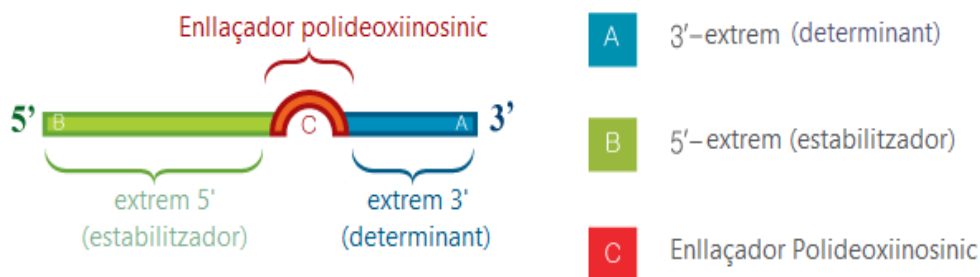 Enllaçador polideoxiinosinic
5’ B C A 3’
extrem 5' extrem 3'
(estabilitzador) (determinant)
A 3’–extrem (determinant)
B 5’–extrem (estabilitzador)
C Enllaçador Polideoxiinosinic